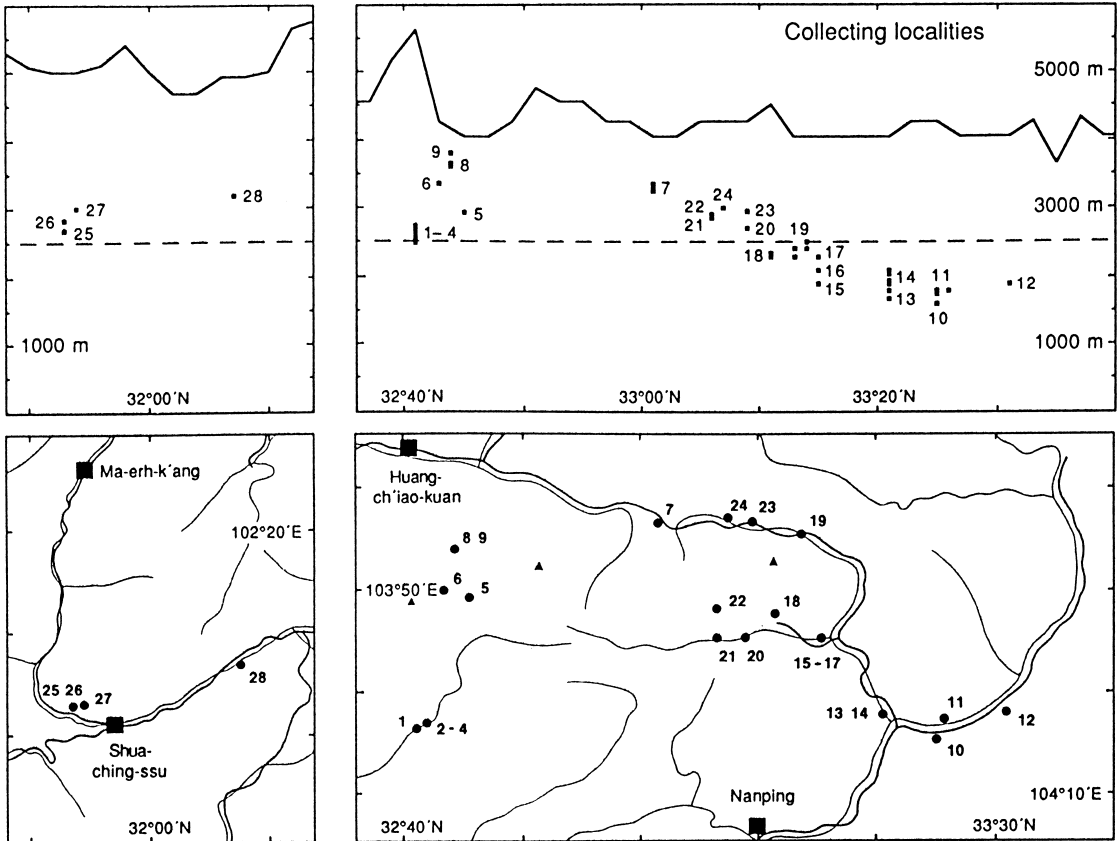 Collecting localities
5000 m
9
8
6
7
28
24
3000 m
27
22
23
26
5
21
25
1–4
20
19
18
17
16
14
11
12
15
13
10
1000 m
1000 m
32°00´N
32°40´N
33°00´N
33°20´N
Ma-erh-k´ang
102°20´E
25 26
27
28
Shua-
ching-ssu
32°00´N
Huang-
ch´iao-kuan
7
24
23
19
8 9
6
103°50´E
5
22
18
21
20
15-17
1
2-4
13 14
11
12
10
Nanping
104°10´E
32°40´N
33°30´N